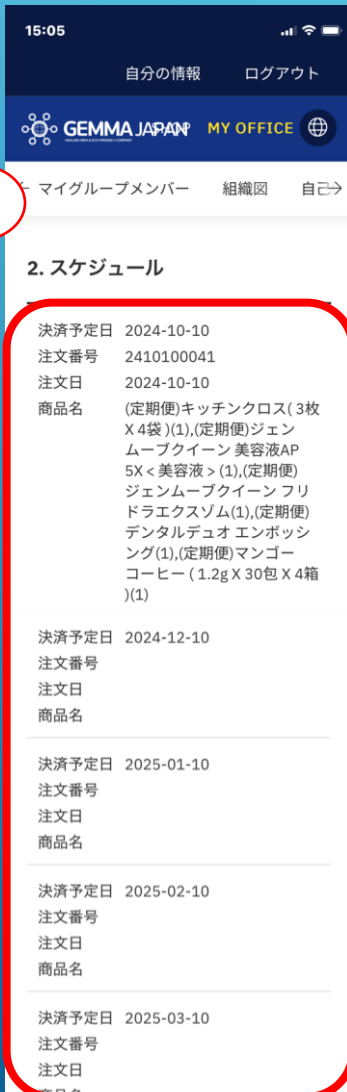 15:05
自分の情報 ログアウト
GEMMA JAPAN MY OFFICE
← マイグループメンバー 組織図 自己→
2. スケジュール
決済予定日 2024-10-10
注文番号 2410100041
注文日 2024-10-10
商品名 (定期便)キッチンクロス( 3枚
X 4袋 )(1),(定期便)ジェン
ムーブクイーン 美容液AP
5X < 美容液 > (1),(定期便)
ジェンムーブクイーン フリ
ドラエクスゾム(1),(定期便)
デンタルデュオ エンボッシ
ング(1),(定期便)マンゴー
コーヒー ( 1.2g X 30包 X 4箱
)(1)
決済予定日 2024-12-10
注文番号
注文日
商品名
決済予定日 2025-01-10
注文番号
注文日
商品名
決済予定日 2025-02-10
注文番号
注文日
商品名
決済予定日 2025-03-10
注文番号
注文日
商品名